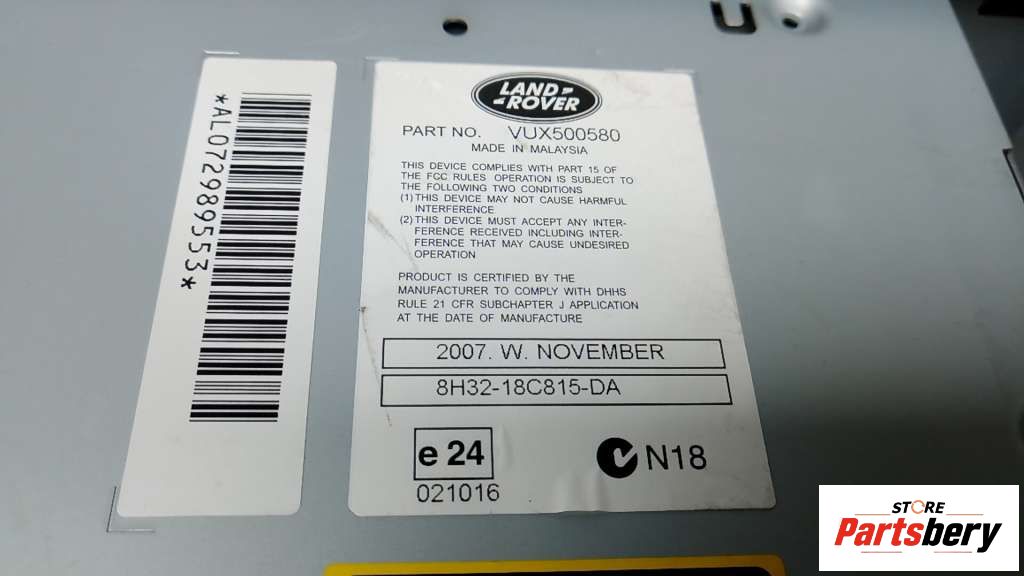 *AL072989553*
LAND
ROVER
PART NO. VUX500580
MADE IN MALAYSIA
THIS DEVICE COMPLIES WITH PART 15 OF
THE FCC RULES OPERATION IS SUBJECT TO
THE FOLLOWING TWO CONDITIONS
(1) THIS DEVICE MAY NOT CAUSE HARMFUL
INTERFERENCE
(2) THIS DEVICE MUST ACCEPT ANY INTER-
FERENCE RECEIVED INCLUDING INTER-
FERENCE THAT MAY CAUSE UNDESIRED
OPERATION
PRODUCT IS CERTIFIED BY THE
MANUFACTURER TO COMPLY WITH DHHS
RULE 21 CFR SUBCHAPTER J APPLICATION
AT THE DATE OF MANUFACTURE
2007. W. NOVEMBER
8H32-18C815-DA
e 24
N18
021016
STORE
Partsbery